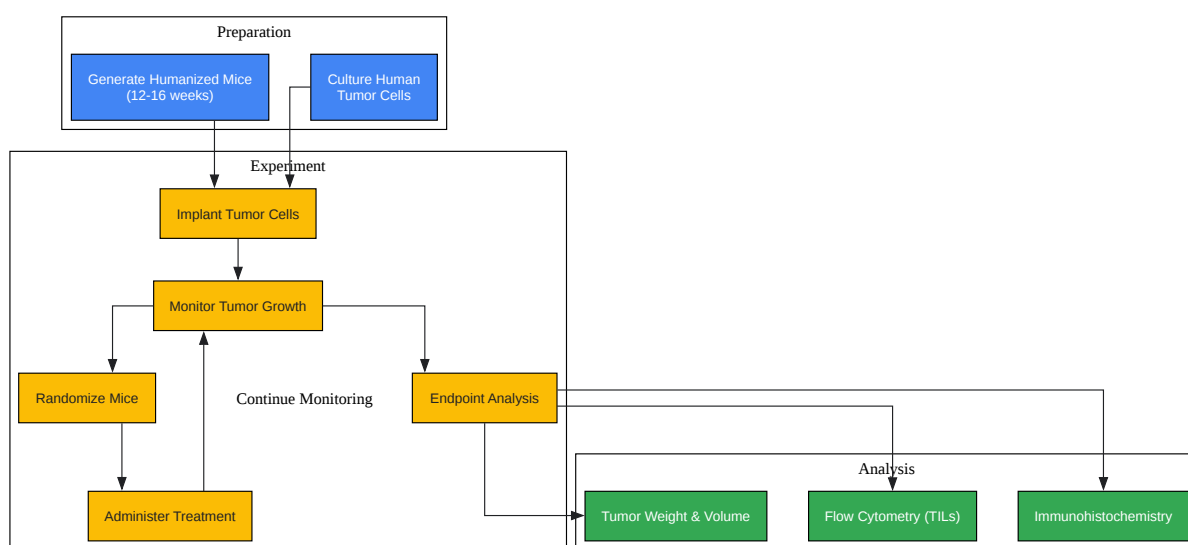 Preparation
Generate Humanized Mice
(12-16 weeks)
Culture Human
Tumor Cells
Experiment
Implant Tumor Cells
Monitor Tumor Growth
Randomize Mice
Continue Monitoring
Endpoint Analysis
Administer Treatment
Analysis
Tumor Weight & Volume
Flow Cytometry (TILs)
Immunohistochemistry